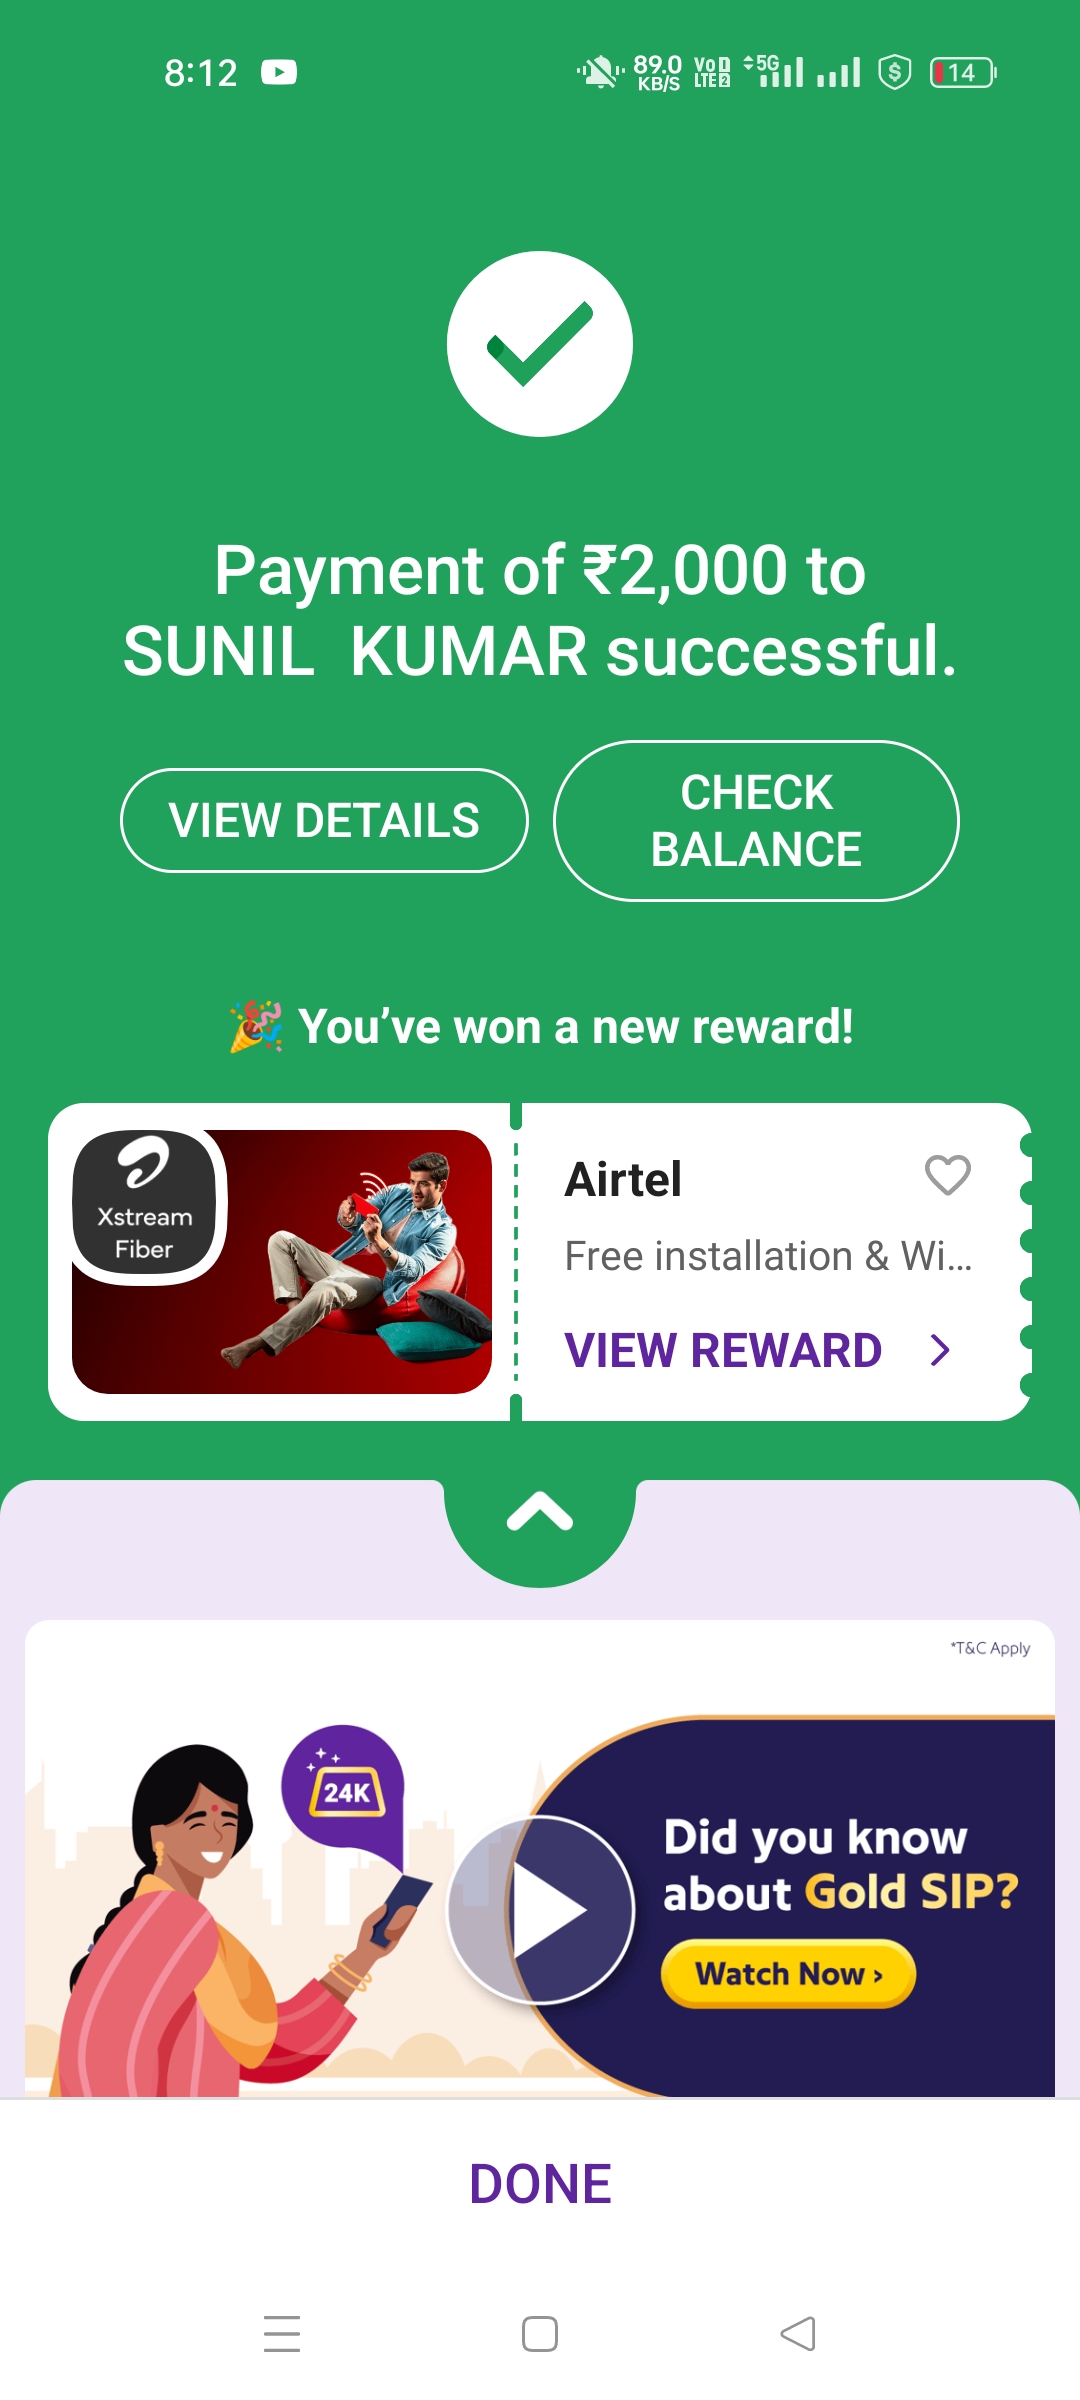 8:12
89.0
KB/S
Vo 1
LTE 2
5G
$
14
Payment of ₹2,000 to
SUNIL  KUMAR successful.
VIEW DETAILS
CHECK
BALANCE
🎉 You’ve won a new reward!
Xstream
Fiber
Airtel
Free installation & Wi...
VIEW REWARD >
*T&C Apply
24K
Did you know
about Gold SIP?
Watch Now ›
DONE